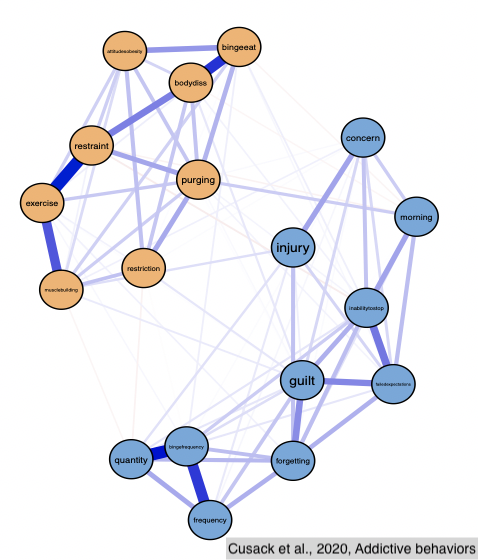 bingeeat
attitudesobesity
bodydiss
concern
restraint
purging
exercise
morning
injury
restriction
musclebuilding
inabilitytostop
guilt
failedexpectations
bingefrequency
quantity
forgetting
frequency
Cusack et al., 2020, Addictive behaviors